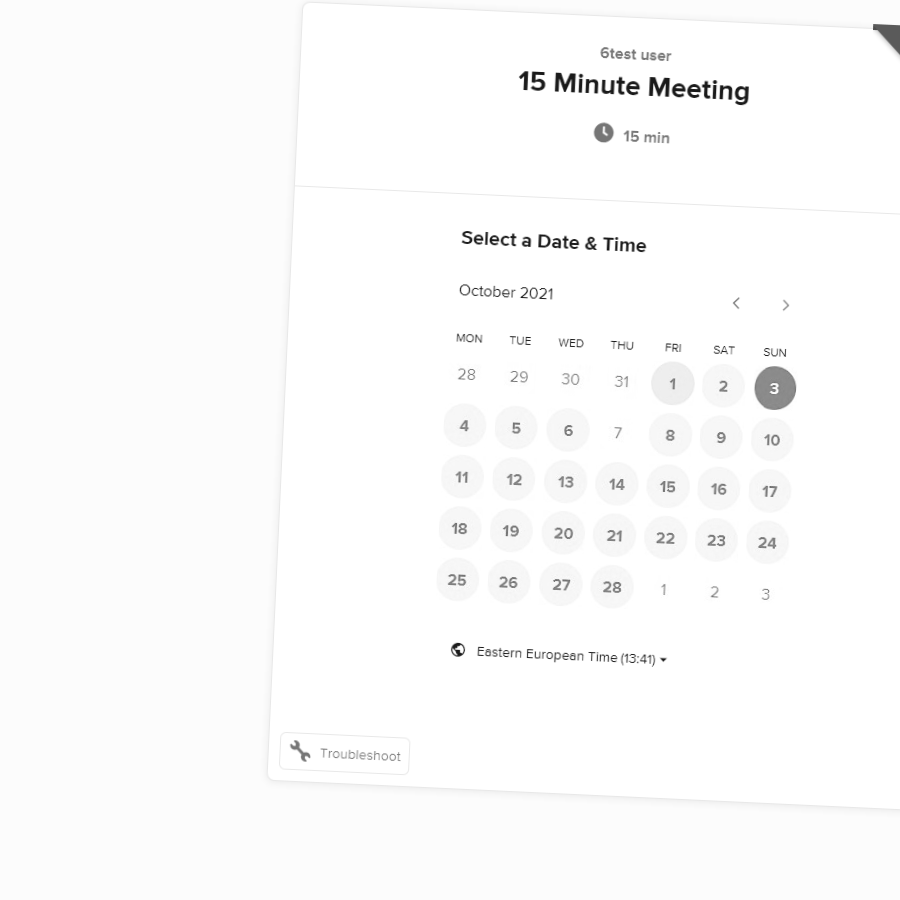 6test user
15 Minute Meeting
15 min
Select a Date & Time
October 2021
MON TUE WED THU FRI SAT SUN
28 29 30 31 1 2 3
4 5 6 7 8 9 10
11 12 13 14 15 16 17
18 19 20 21 22 23 24
25 26 27 28 1 2 3
Eastern European Time (13:41)
Troubleshoot